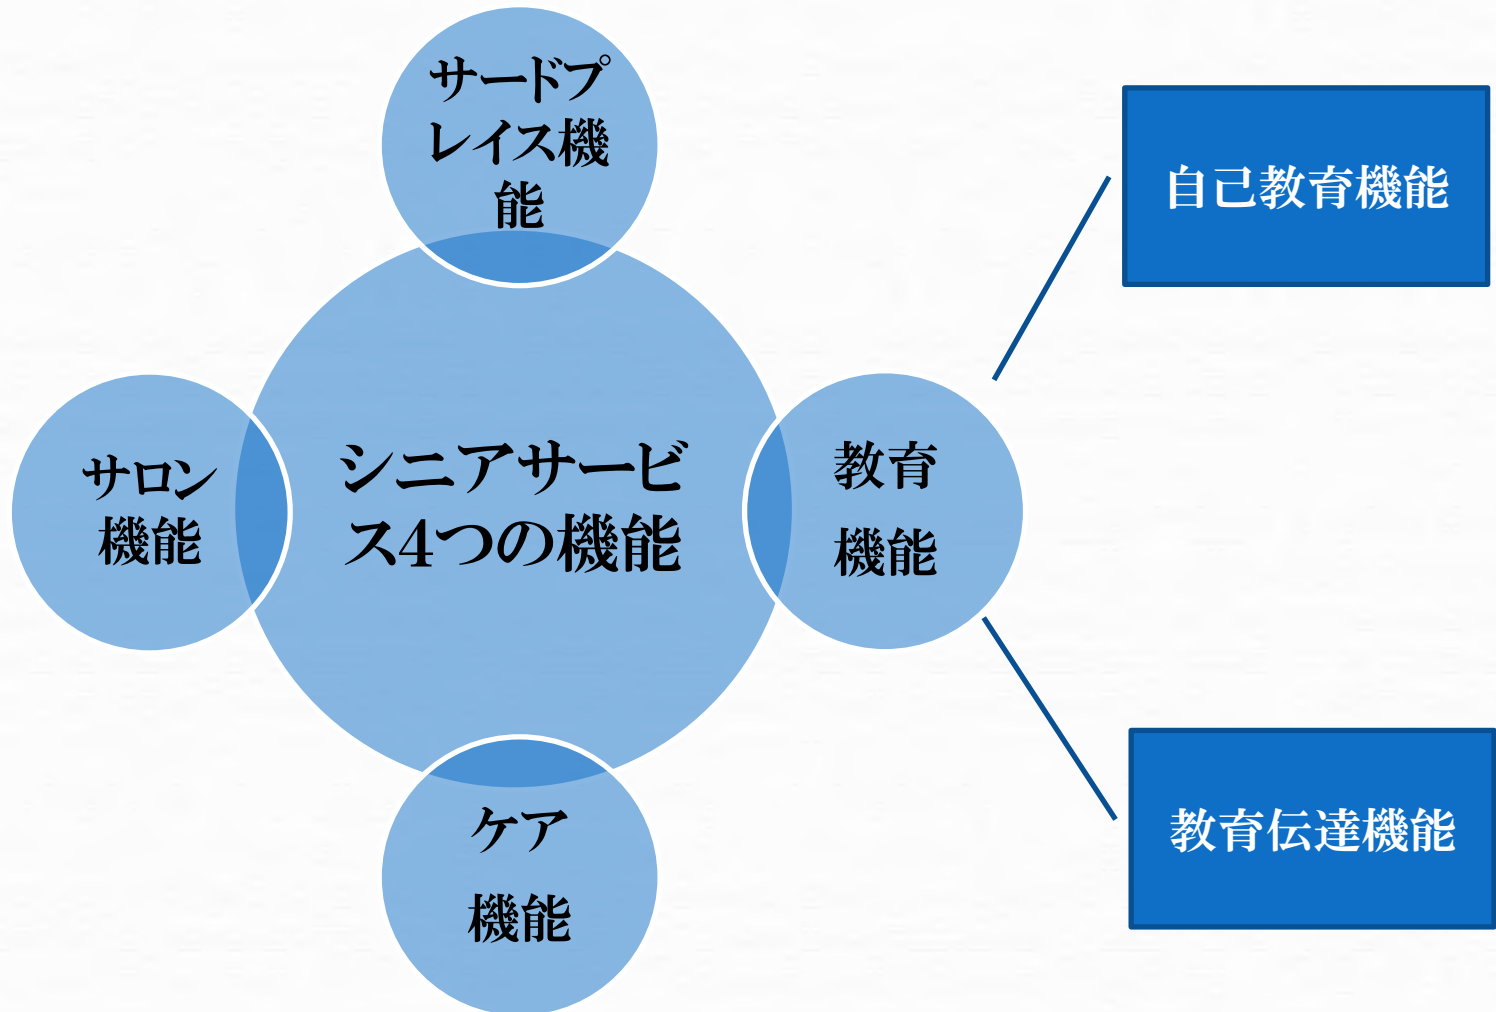 サードプ
レイス機
能
自己教育機能
サロン
機能
シニアサービ
ス4つの機能
教育
機能
ケア
機能
教育伝達機能